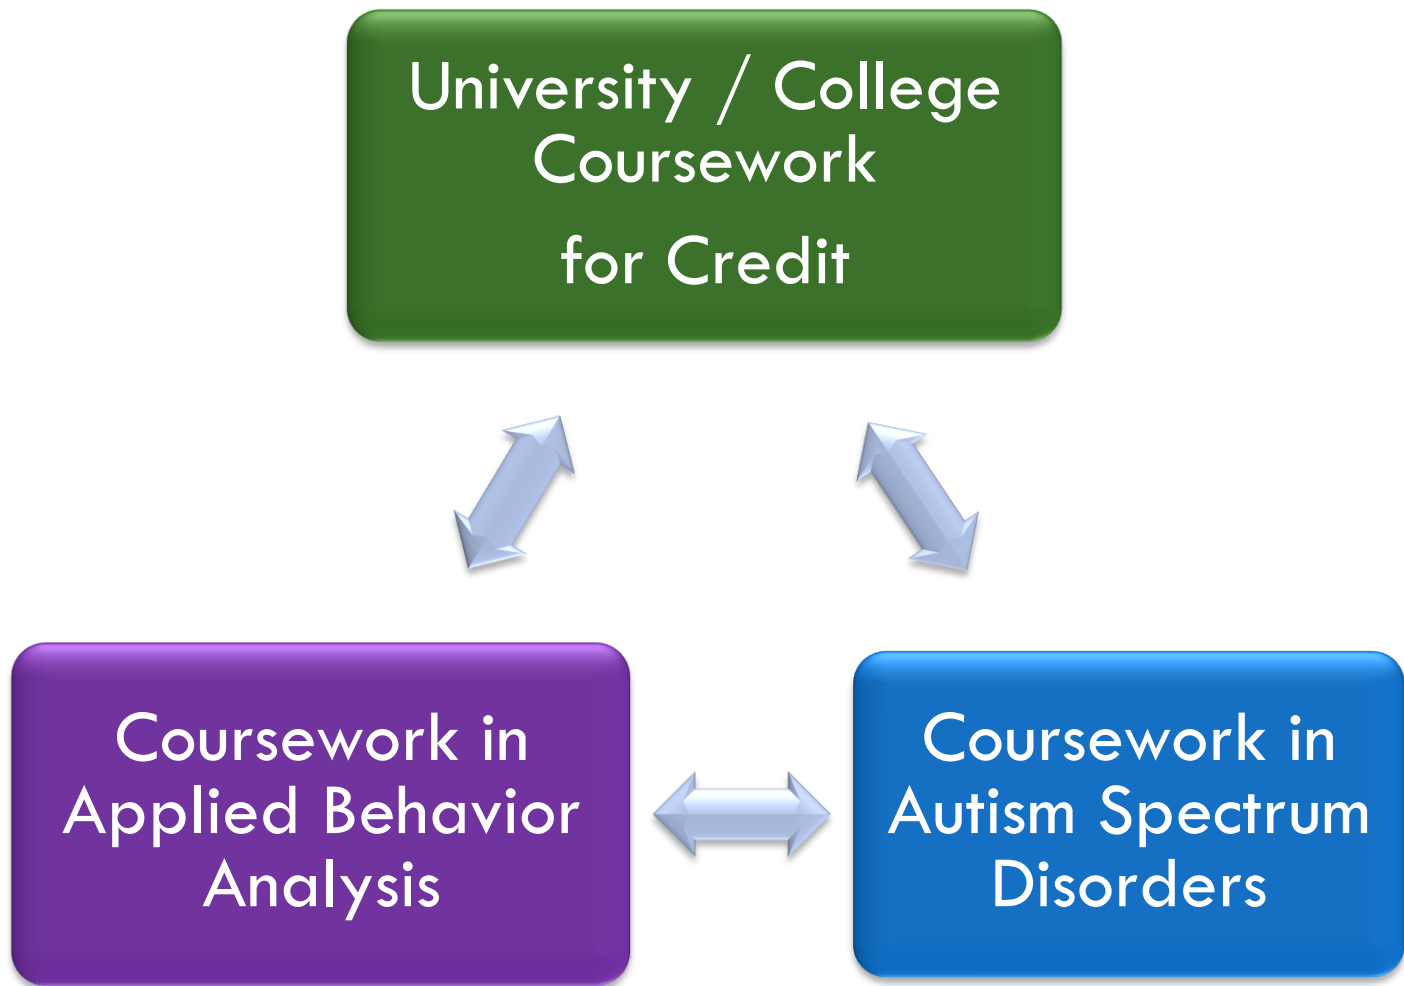 University / College
Coursework
for Credit
Coursework in
Applied Behavior
Analysis
Coursework in
Autism Spectrum
Disorders